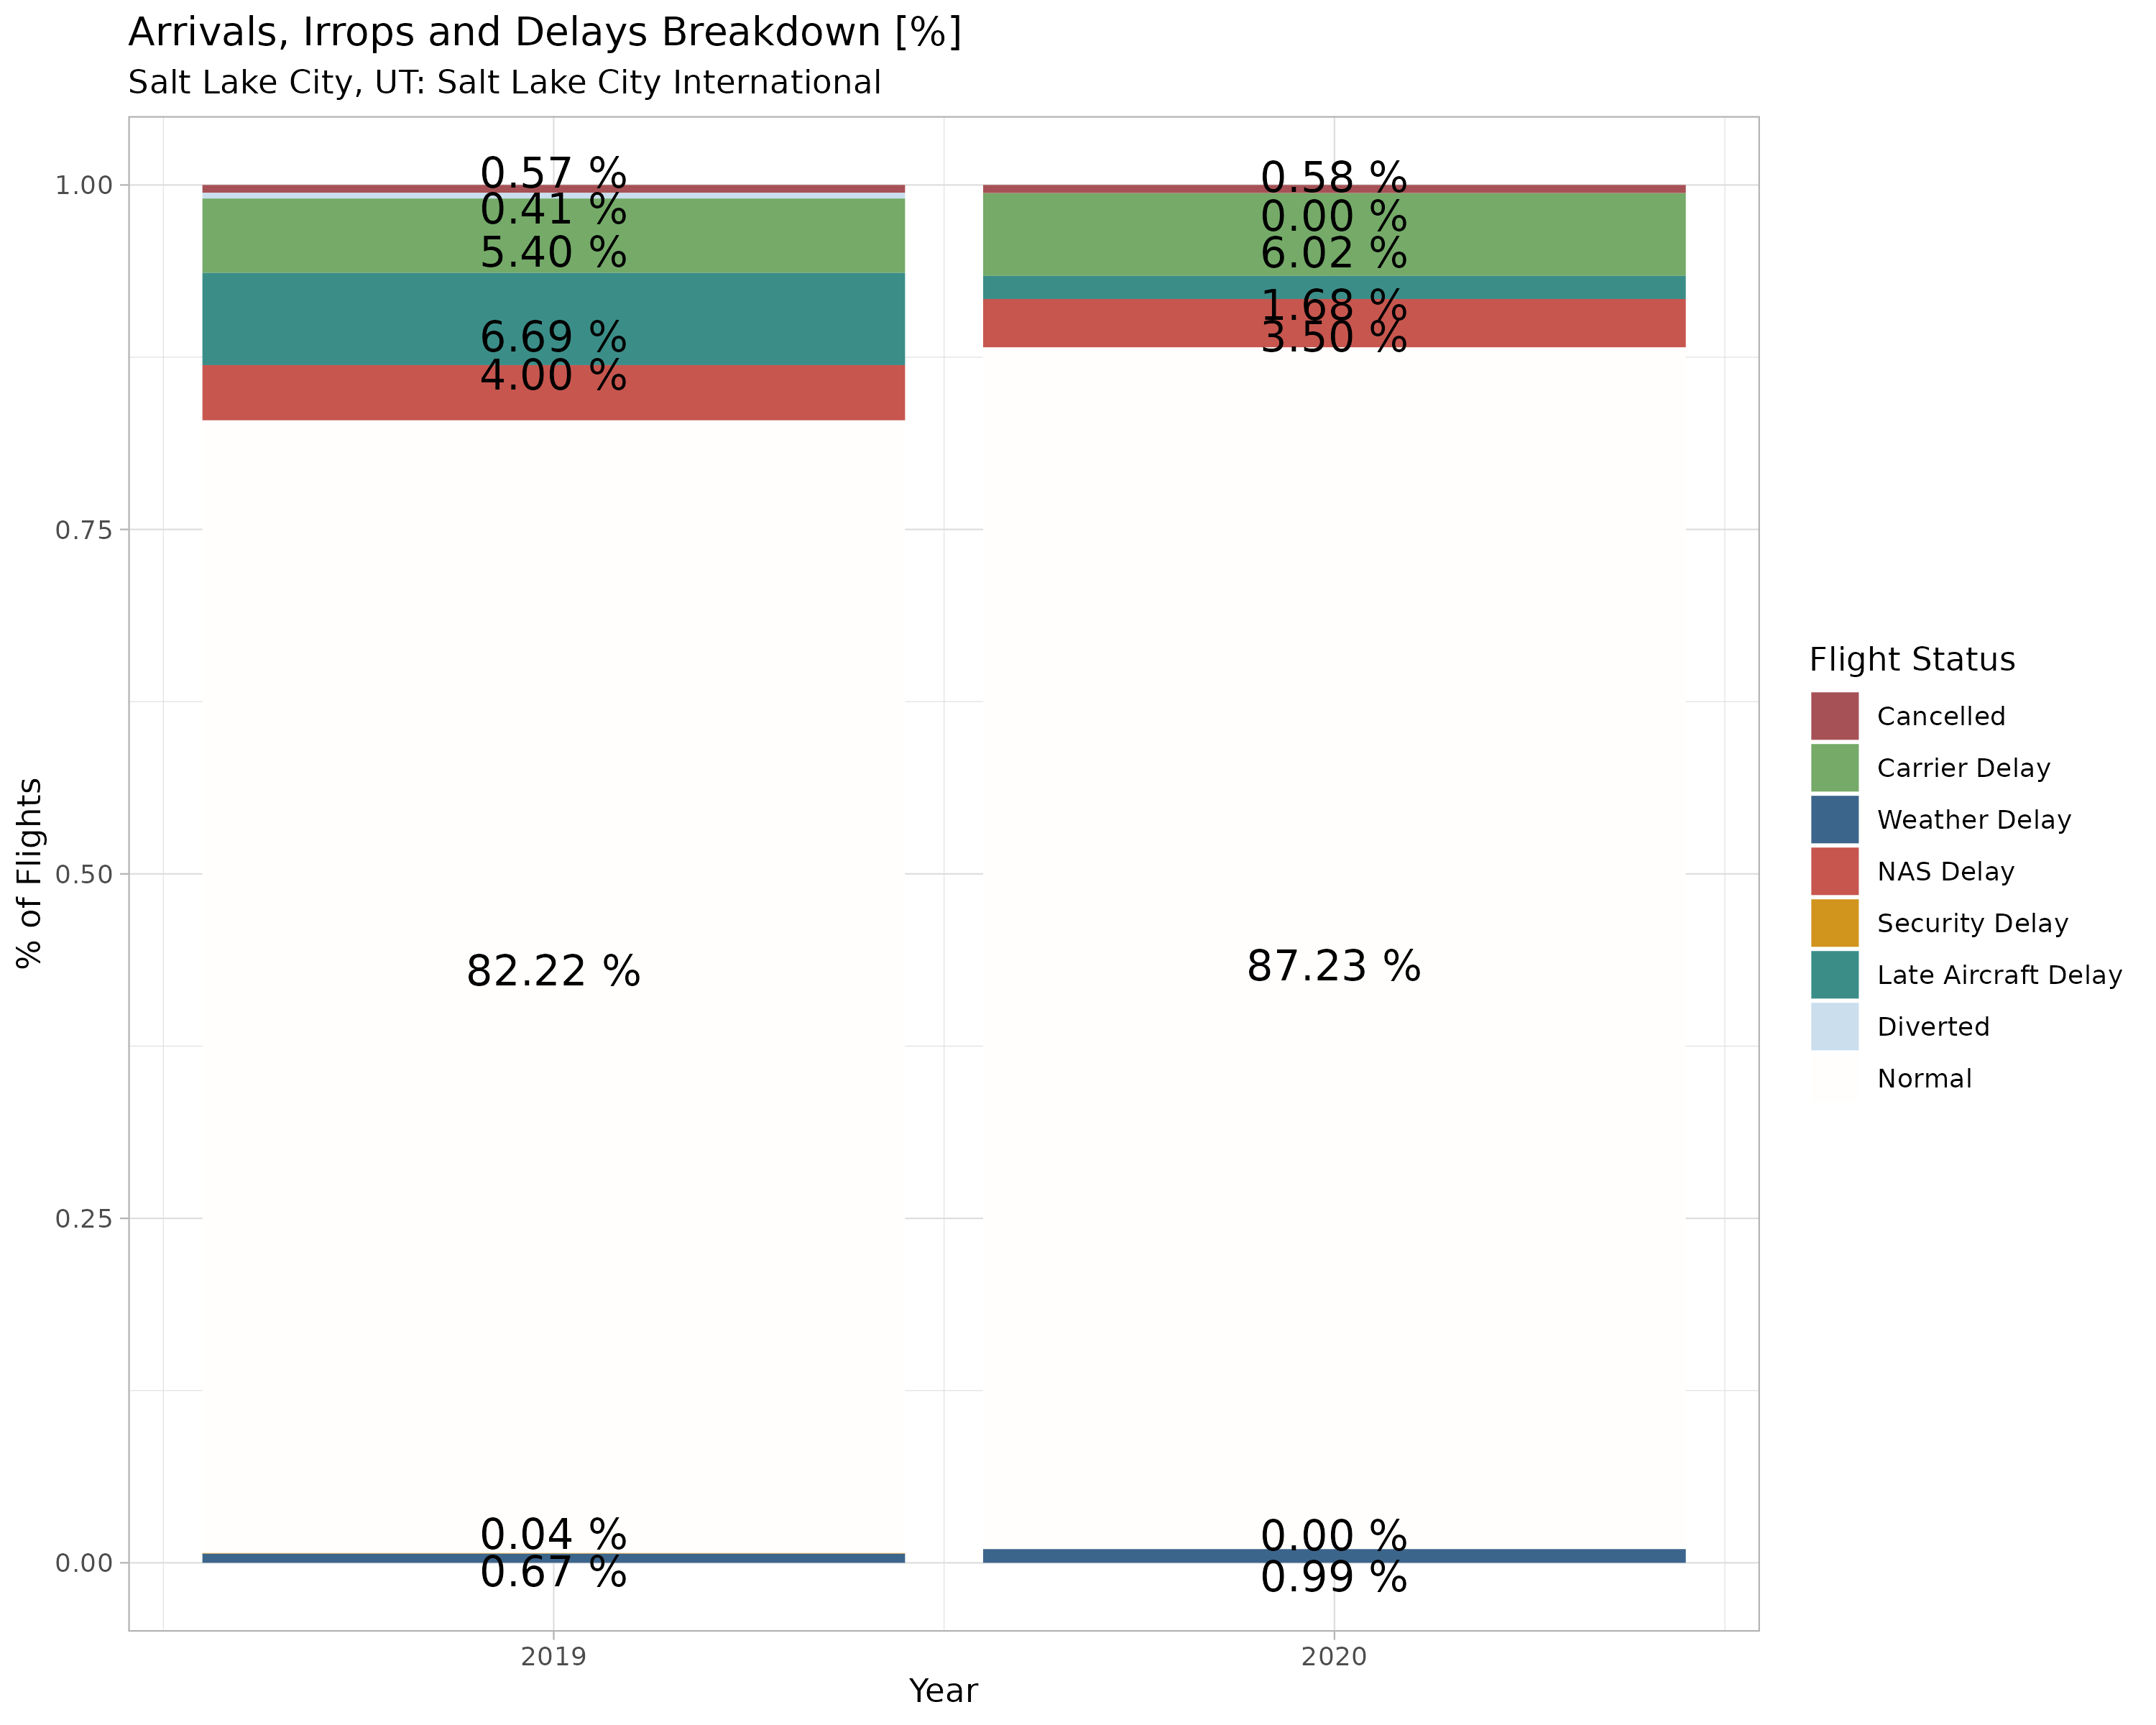 Arrivals, Irrops and Delays Breakdown [%]
Salt Lake City, UT: Salt Lake City International
% of Flights
1.00
0.75
0.50
0.25
0.00
0.57 %
0.41 %
5.40 %
6.69 %
4.00 %
82.22 %
0.04 %
0.67 %
0.58 %
0.00 %
6.02 %
1.68 %
3.50 %
87.23 %
0.00 %
0.99 %
2019
2020
Year
Flight Status
Cancelled
Carrier Delay
Weather Delay
NAS Delay
Security Delay
Late Aircraft Delay
Diverted
Normal